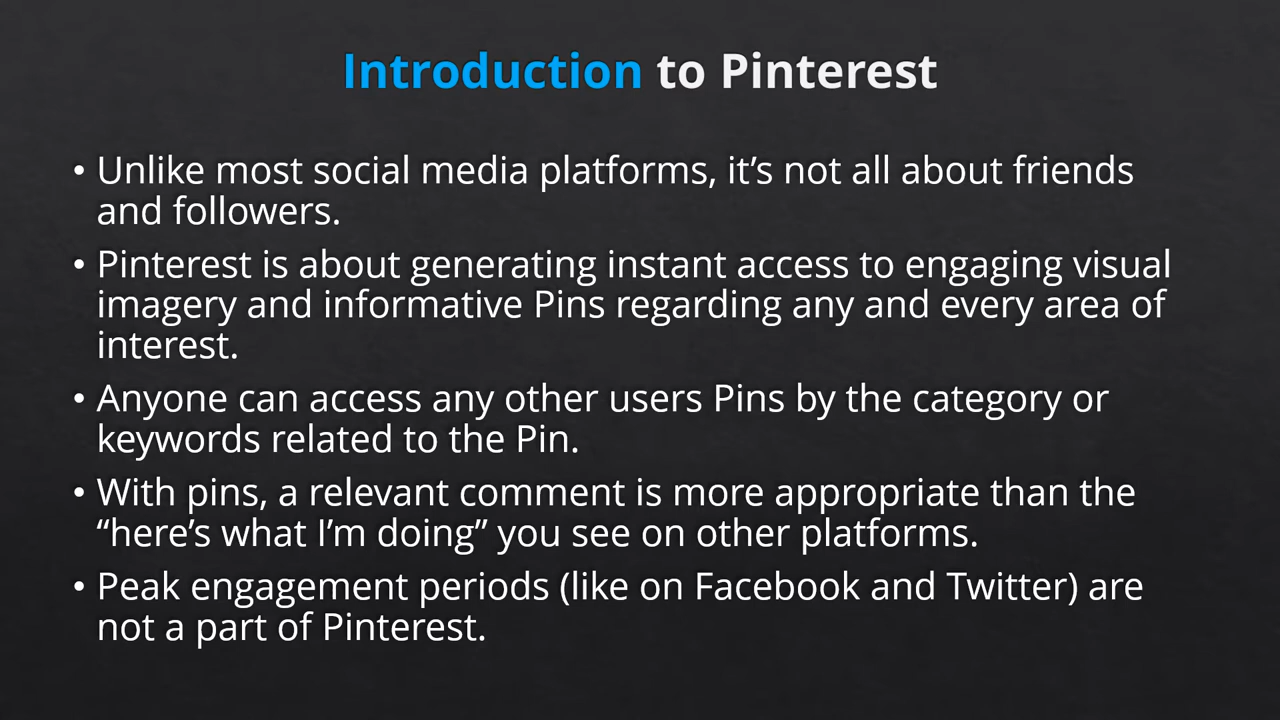 Introduction to Pinterest
• Unlike most social media platforms, it’s not all about friends
and followers.
• Pinterest is about generating instant access to engaging visual
imagery and informative Pins regarding any and every area of
interest.
• Anyone can access any other users Pins by the category or
keywords related to the Pin.
• With pins, a relevant comment is more appropriate than the
“here’s what I’m doing” you see on other platforms.
• Peak engagement periods (like on Facebook and Twitter) are
not a part of Pinterest.